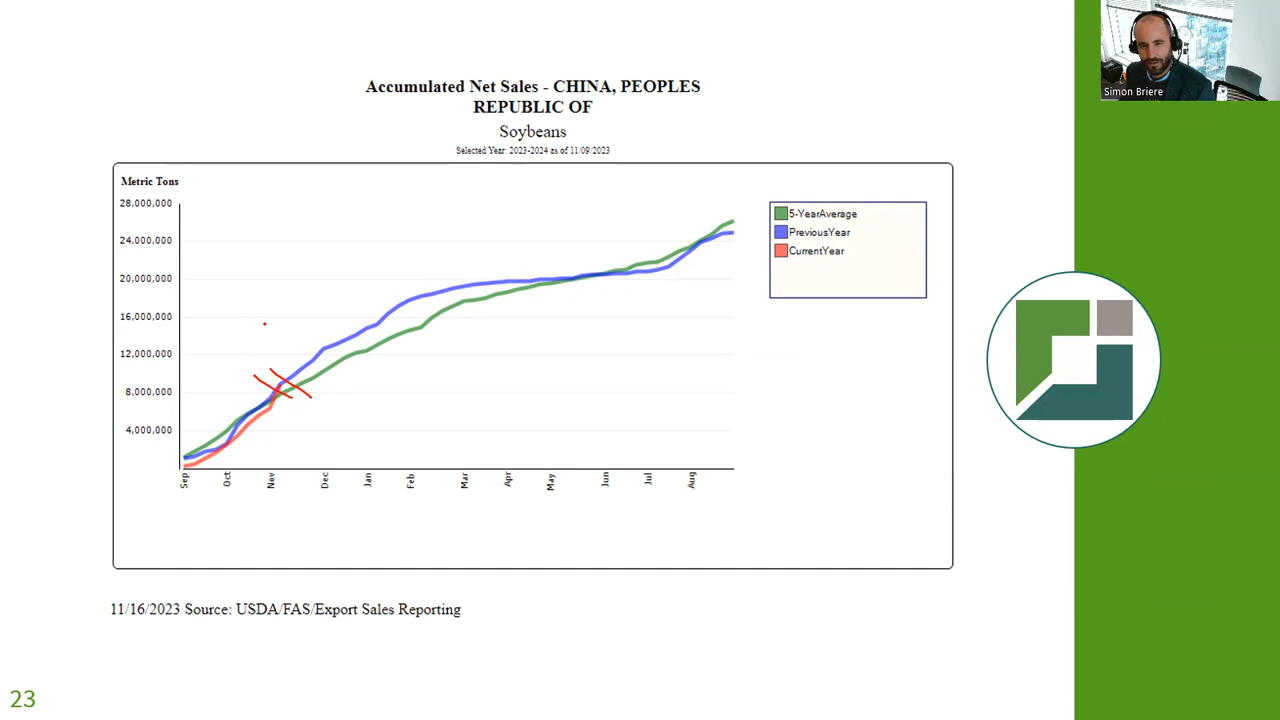 Simon Briere
Accumulated Net Sales - CHINA, PEOPLES
REPUBLIC OF
Soybeans
Selected Year: 2023-2024 as of 11/09/2023
Metric Tons
28,000,000
24,000,000
20,000,000
16,000,000
12,000,000
8,000,000
4,000,000
Sep Oct Nov Dec Jan Feb Mar Apr May Jun Jul Aug
5-YearAverage
PreviousYear
CurrentYear
11/16/2023 Source: USDA/FAS/Export Sales Reporting
23